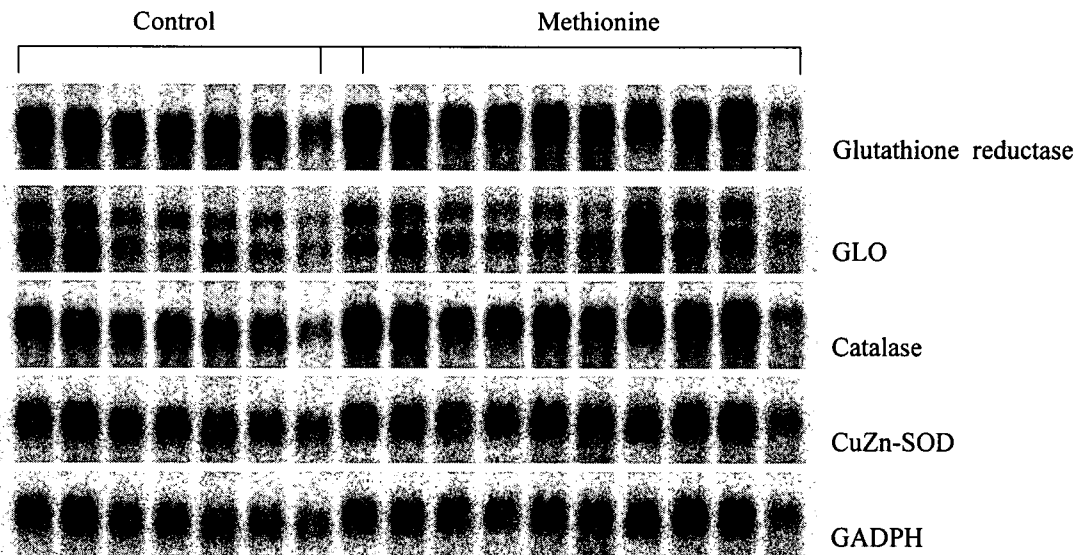 Control Methionine
Glutathione reductase
GLO
Catalase
CuZn-SOD
GADPH